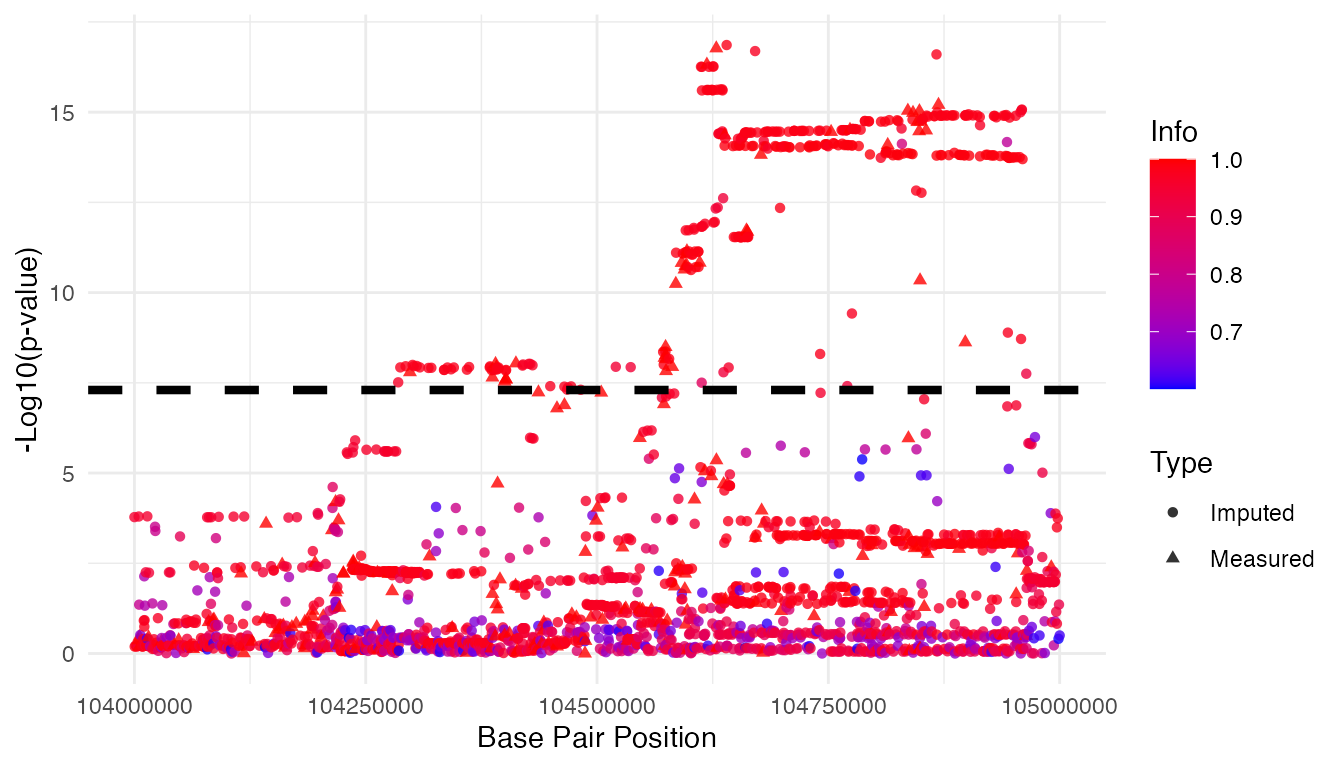 -Log10(p-value)
15
10
5
0
104000000
104250000
104500000
104750000
105000000
Base Pair Position
Info
1.0
0.9
0.8
0.7
Type
Imputed
Measured